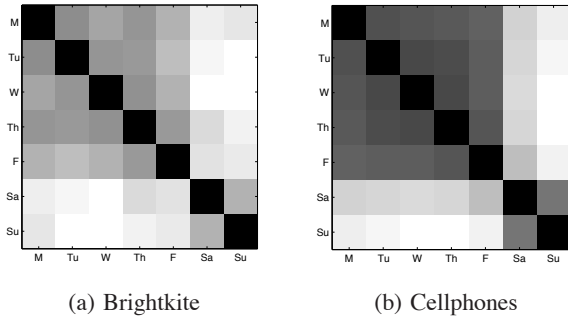 M
Tu
W
Th
F
Sa
Su
M Tu W Th F Sa Su
(a) Brightkite
M
Tu
W
Th
F
Sa
Su
M Tu W Th F Sa Su
(b) Cellphones